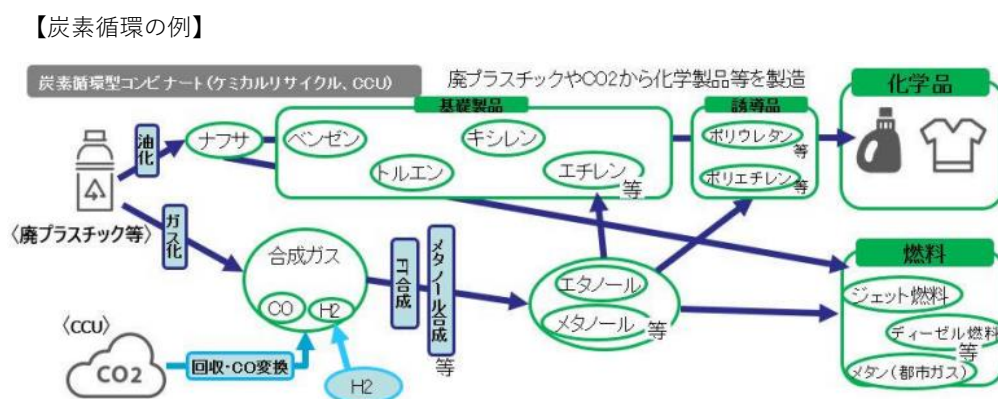 【炭素循環の例】
炭素循環型コンビナート(ケミカルリサイクル、CCU)
廃プラスチックやCO2から化学製品等を製造
油化
ナフサ
基礎製品
ベンゼン
キシレン
トルエン
エチレン
等
誘導品
ポリウレタン
等
ポリエチレン
等
化学品
〈廃プラスチック等〉
ガス化
合成ガス
CO
H2
FT合成
メタノール合成
等
エタノール
メタノール
等
燃料
ジェット燃料
ディーゼル燃料
等
メタン(都市ガス)
〈CCU〉
CO2
回収・CO変換
H2